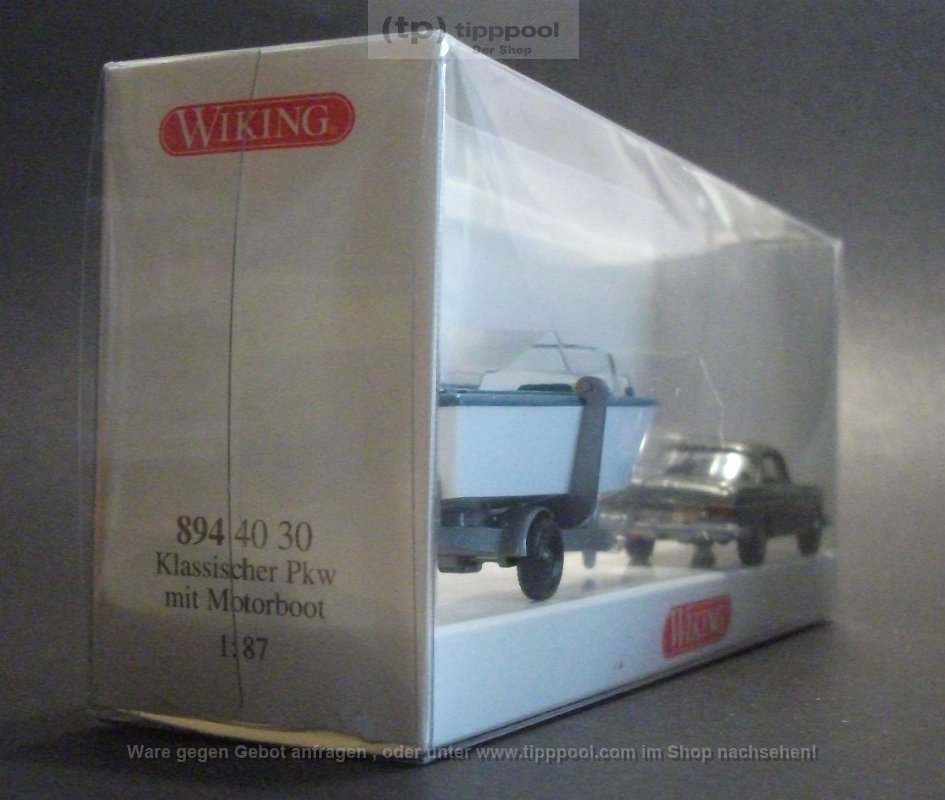 (tp) tipppool
Der Shop
WIKING®
894 40 30
Klassischer Pkw
mit Motorboot
1:87
WIKING
Ware gegen Gebot anfragen , oder unter www.tipppool.com im Shop nachsehen!